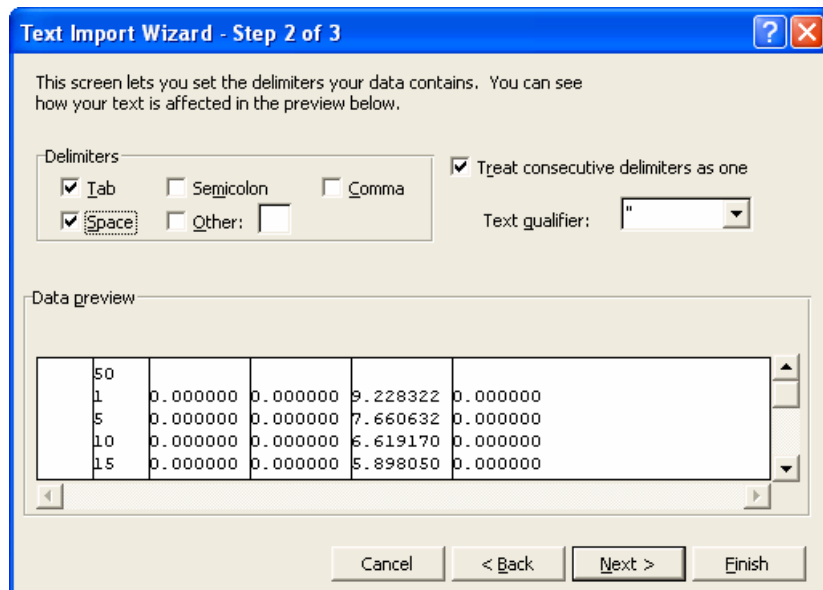 Text Import Wizard - Step 2 of 3
This screen lets you set the delimiters your data contains. You can see
how your text is affected in the preview below.
Delimiters
Tab Semicolon Comma
Space Other:
Treat consecutive delimiters as one
Text qualifier: "
Data preview
50
1 0.000000 0.000000 9.228322 0.000000
5 0.000000 0.000000 7.660632 0.000000
10 0.000000 0.000000 6.619170 0.000000
15 0.000000 0.000000 5.898050 0.000000
Cancel < Back Next > Finish